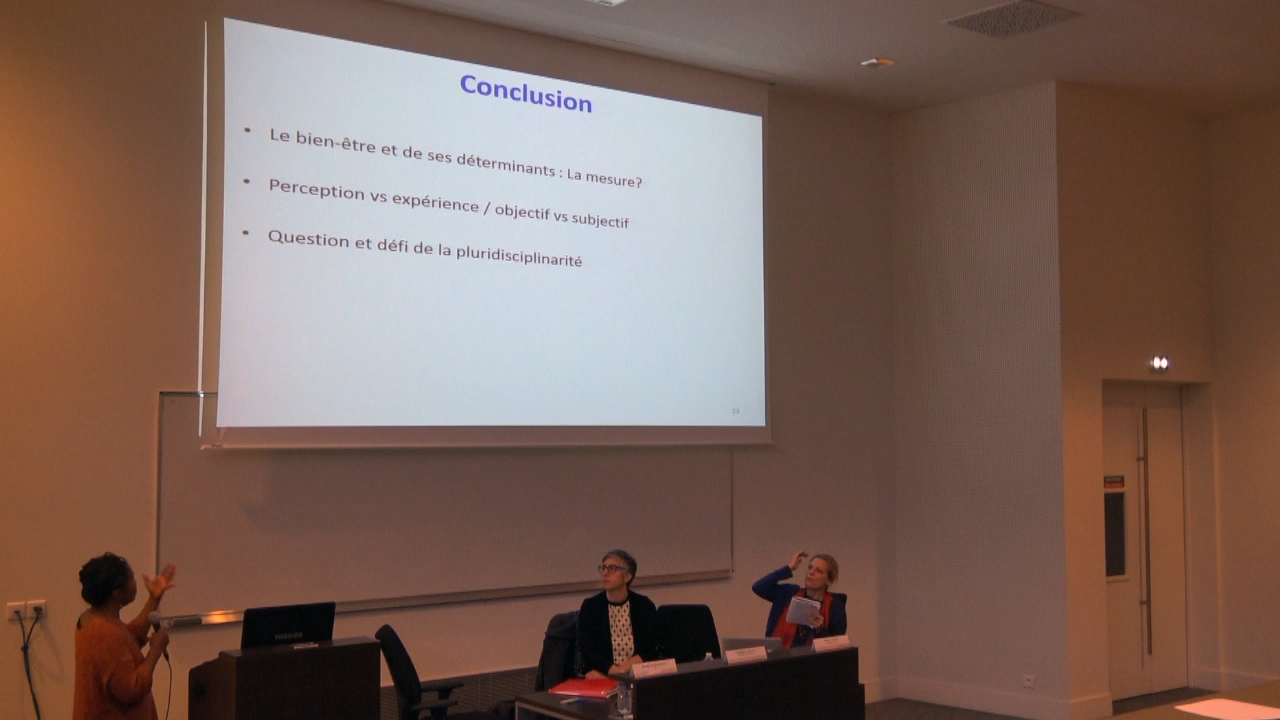 Conclusion
• Le bien-être et de ses déterminants : La mesure?
• Perception vs expérience / objectif vs subjectif
• Question et défi de la pluridisciplinarité
TOSHIBA